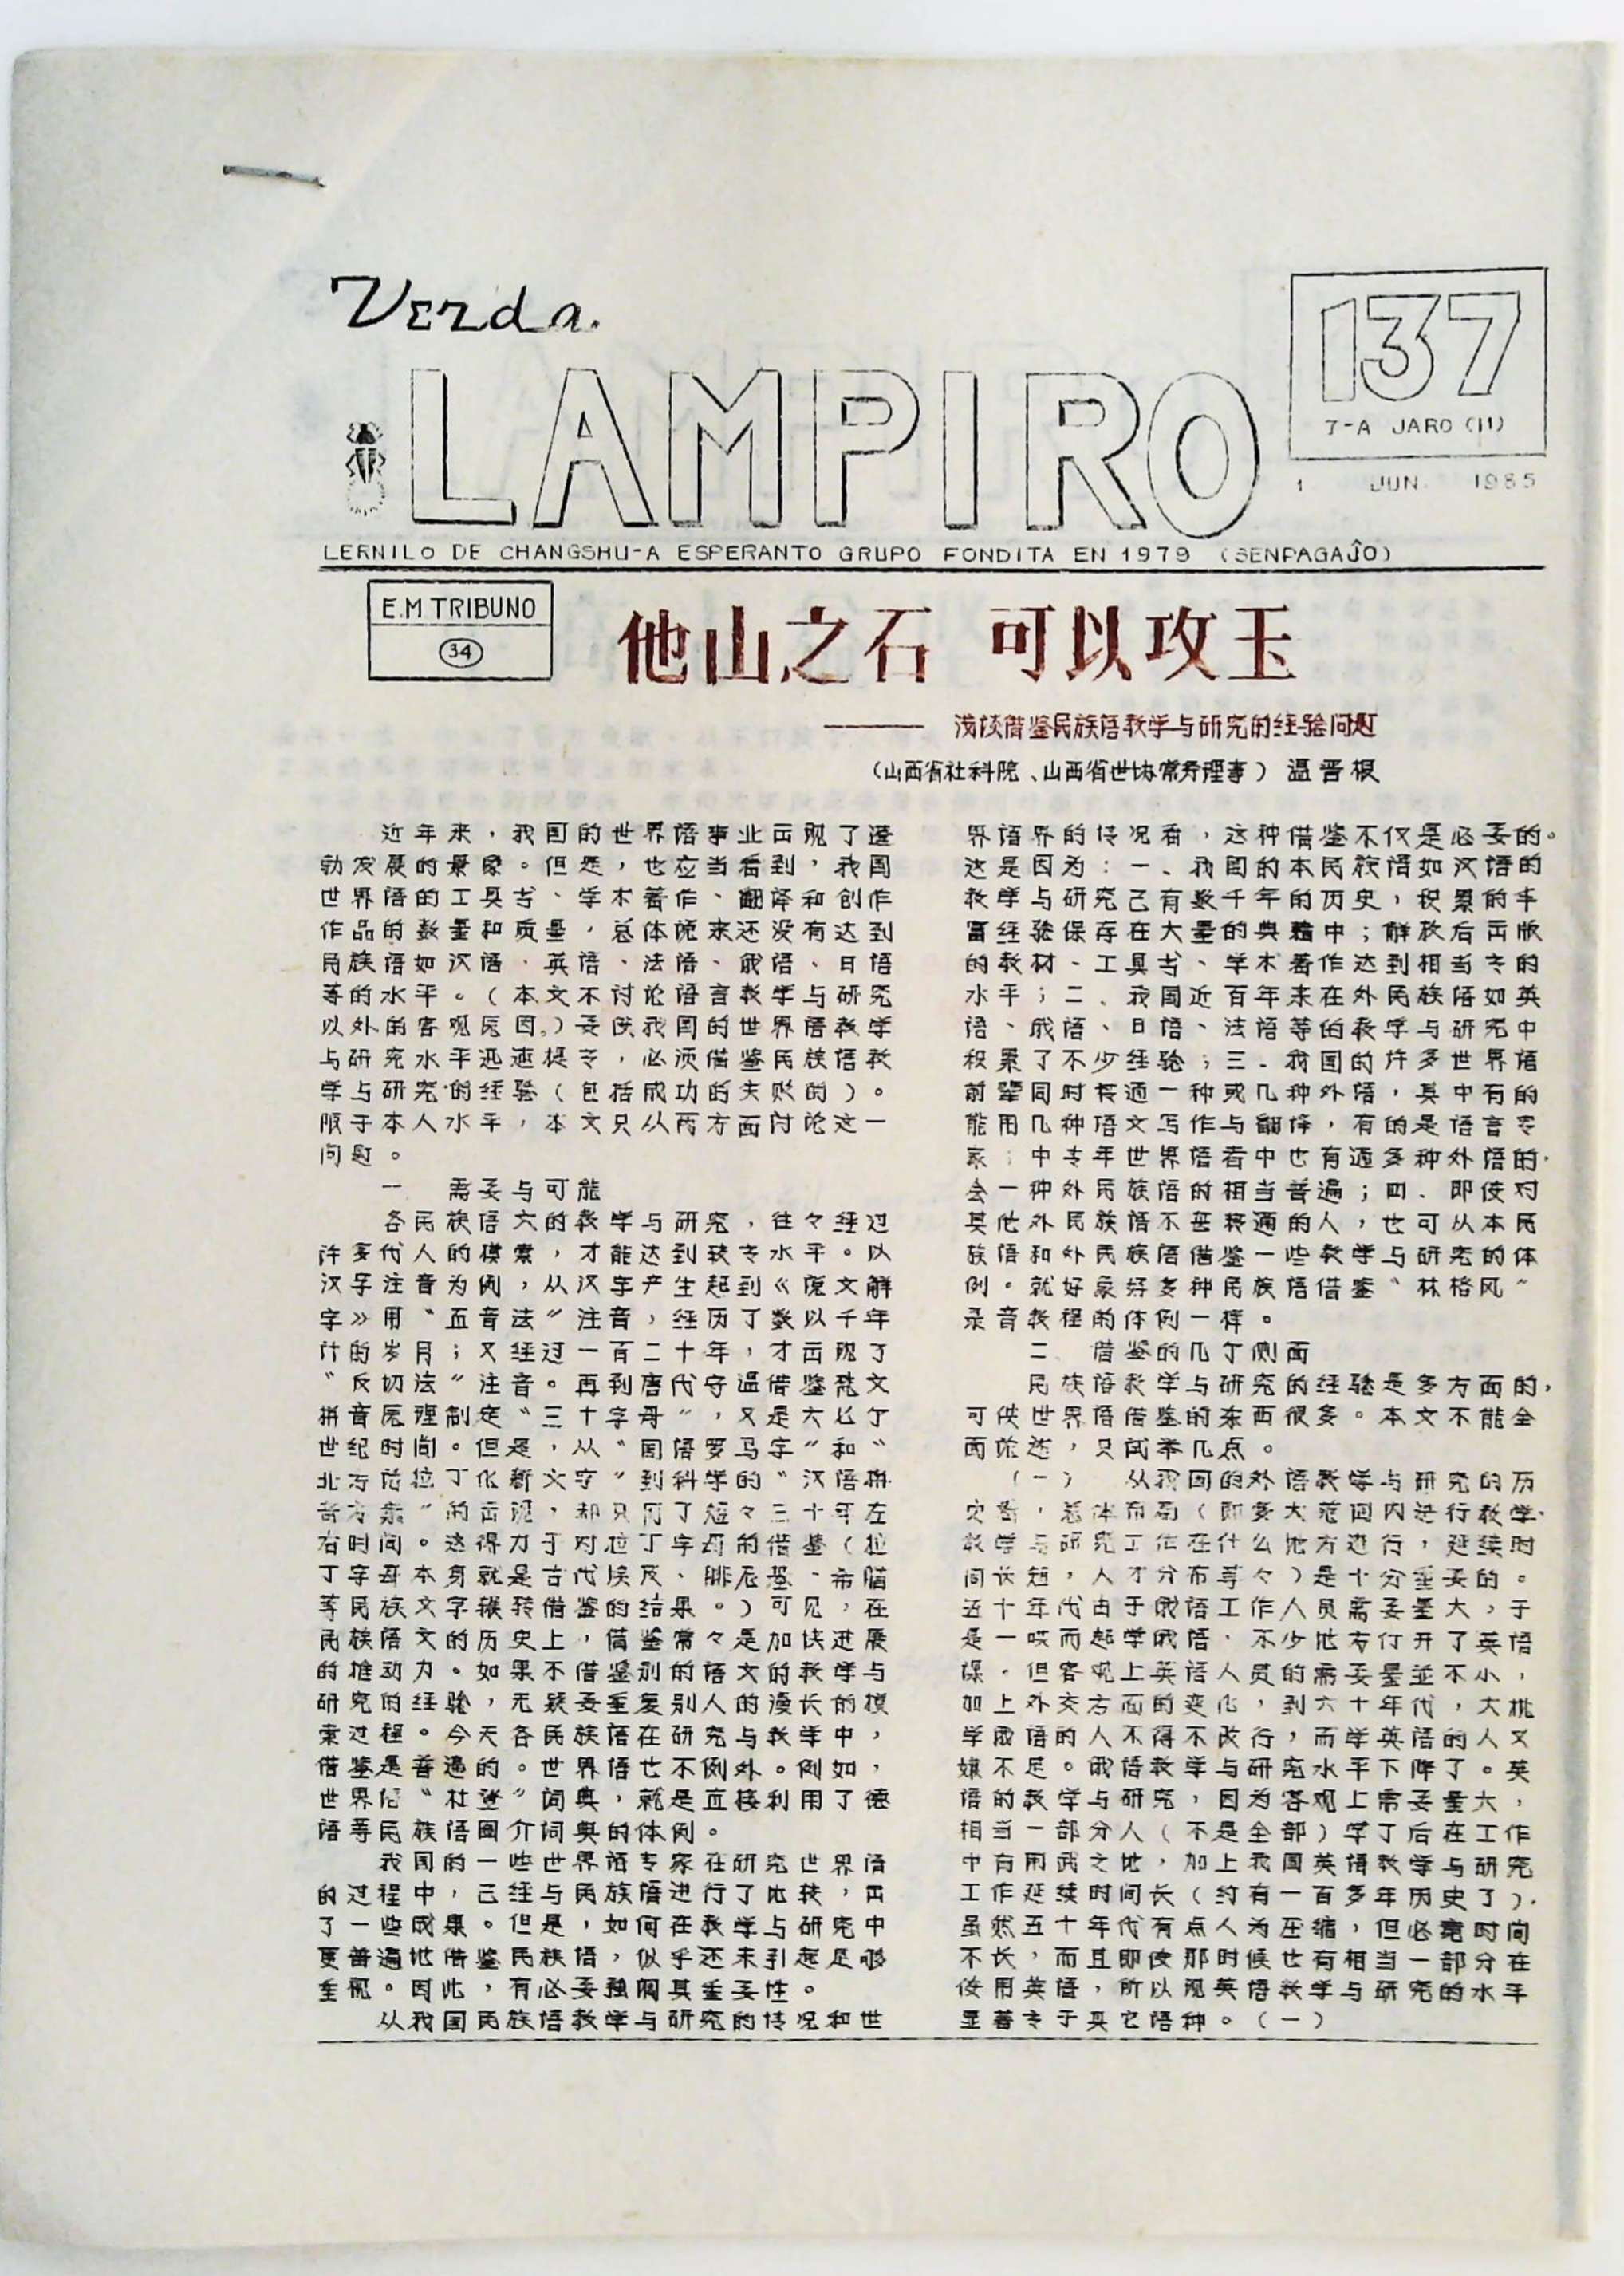 Verda
LAMPIRO
137
7-A JARO (11)
1 JUN. 1985
LERNILO DE CHANGSHU-A ESPERANTO GRUPO FONDITA EN 1979 (SENPAGAĴO)
E.M TRIBUNO
34
他山之石 可以攻玉
—— 浅谈借鉴民族语教学与研究的经验问题
(山西省社科院、山西省世协常务理事) 温晋根
近年来，我国的世界语事业出现了蓬
勃发展的景象。但是，也应当看到，我国
世界语的工具书、学术著作、翻译和创作
作品的数量和质量，总体说来还没有达到
民族语如汉语、英语、法语、俄语、日语
等的水平。(本文不讨论语言教学与研究
以外的客观原因。)要使我国的世界语教学
与研究水平迅速提高，必须借鉴民族语教
学与研究的经验(包括成功的失败的)。
限于本人水平，本文只从两方面讨论这一
问题。
一 需要与可能
各民族语文的教学与研究，往々经过
许多代人的摸索，才能达到较高水平。以
汉字注音为例，从汉字产生起到《说文解
字》用“直音法”注音，经历了数以千年
计的岁月；又经过一百二十年，才出现了
“反切法”注音。再到唐代守温借鉴梵文
拼音原理制定“三十字母”，又是六七个
世纪时间。但是，从“国语罗马字”和“
北方话拉丁化新文字”到科学的“汉语拼
音方案”的出现，却只用了短々三十年左
右时间。这得力于对拉丁字母的借鉴(拉
丁字母本身就是古代埃及、腓尼基、希腊
等民族文字辗转借鉴的结果。)可见，在
民族语文的历史上，借鉴常々是加快进展
的推动力。如果不借鉴别的语文的教学与
研究的经验，无疑要重复别人的漫长的摸
索过程。今天各民族语在研究与教学中，
借鉴是普遍的。世界语也不例外。例如，
世界语“杜登”词典，就是直接利用了德
语等民族语图介词典的体例。
我国的一些世界语专家在研究世界语
的过程中，已经与民族语进行了比较，出
了一些成果。但是，如何在教学与研究中
更普遍地借鉴民族语，似乎还未引起足够
重视。因此，有必要强调其重要性。
从我国民族语教学与研究的情况和世
界语界的情况看，这种借鉴不仅是必要的。
这是因为：一、我国的本民族语如汉语的
教学与研究已有数千年的历史，积累的丰
富经验保存在大量的典籍中；解放后出版
的教材、工具书、学术著作达到相当高的
水平；二、我国近百年来在外民族语如英
语、俄语、日语、法语等的教学与研究中
积累了不少经验；三、我国的许多世界语
前辈同时精通一种或几种外语，其中有的
能用几种语文写作与翻译，有的是语言专
家；中青年世界语者中也有通多种外语的，
会一种外民族语的相当普遍；四、即使对
其他外民族语不甚精通的人，也可从本民
族语和外民族语借鉴一些教学与研究的体
例。就好象好多种民族语借鉴“林格风”
录音教程的体例一样。
二 借鉴的几个侧面
民族语教学与研究的经验是多方面的，
可供世界语借鉴的东西很多。本文不能全
面论述，只试举几点。
(一) 从我国的外语教学与研究的历
史看，总体布局(即多大范围内进行教学，
教学与研究工作在什么地方进行，延续时
间长短，人才分布等々)是十分重要的。
五十年代由于俄语工作人员需要量大，于
是一哄而起学俄语，不少地方停开了英语
课。但客观上英语人员的需要量並不小，
加上外交方面的变化，到六十年代，大批
学俄语的人不得不改行，而学英语的人又
嫌不足。俄语教学与研究水平下降了。英
语的教学与研究，因为客观上需要量大，
相当一部分人(不是全部)学了后在工作
中有用武之地，加上我国英语教学与研究
工作延续时间长(约有一百多年历史了)，
虽然五十年代有点人为压缩，但必竟时间
不长，而且即使那时候也有相当一部分在
使用英语，所以现英语教学与研究的水平
显著高于其它语种。(一)